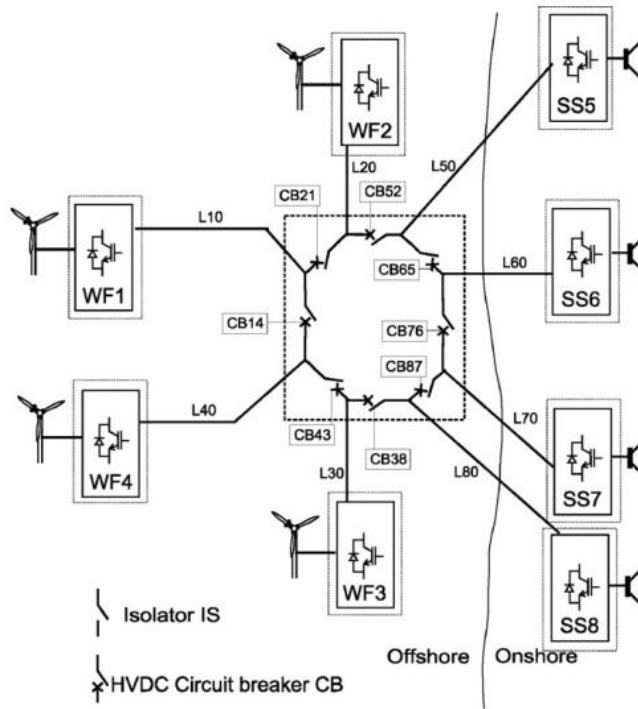 SS5
WF2
L20
L50
CB21
CB52
L10
WF1
CB65
L60
SS6
CB14
CB76
CB87
L40
WF4
CB43
CB38
L70
SS7
L30
L80
WF3
SS8
Isolator IS
Offshore
Onshore
HVDC Circuit breaker CB